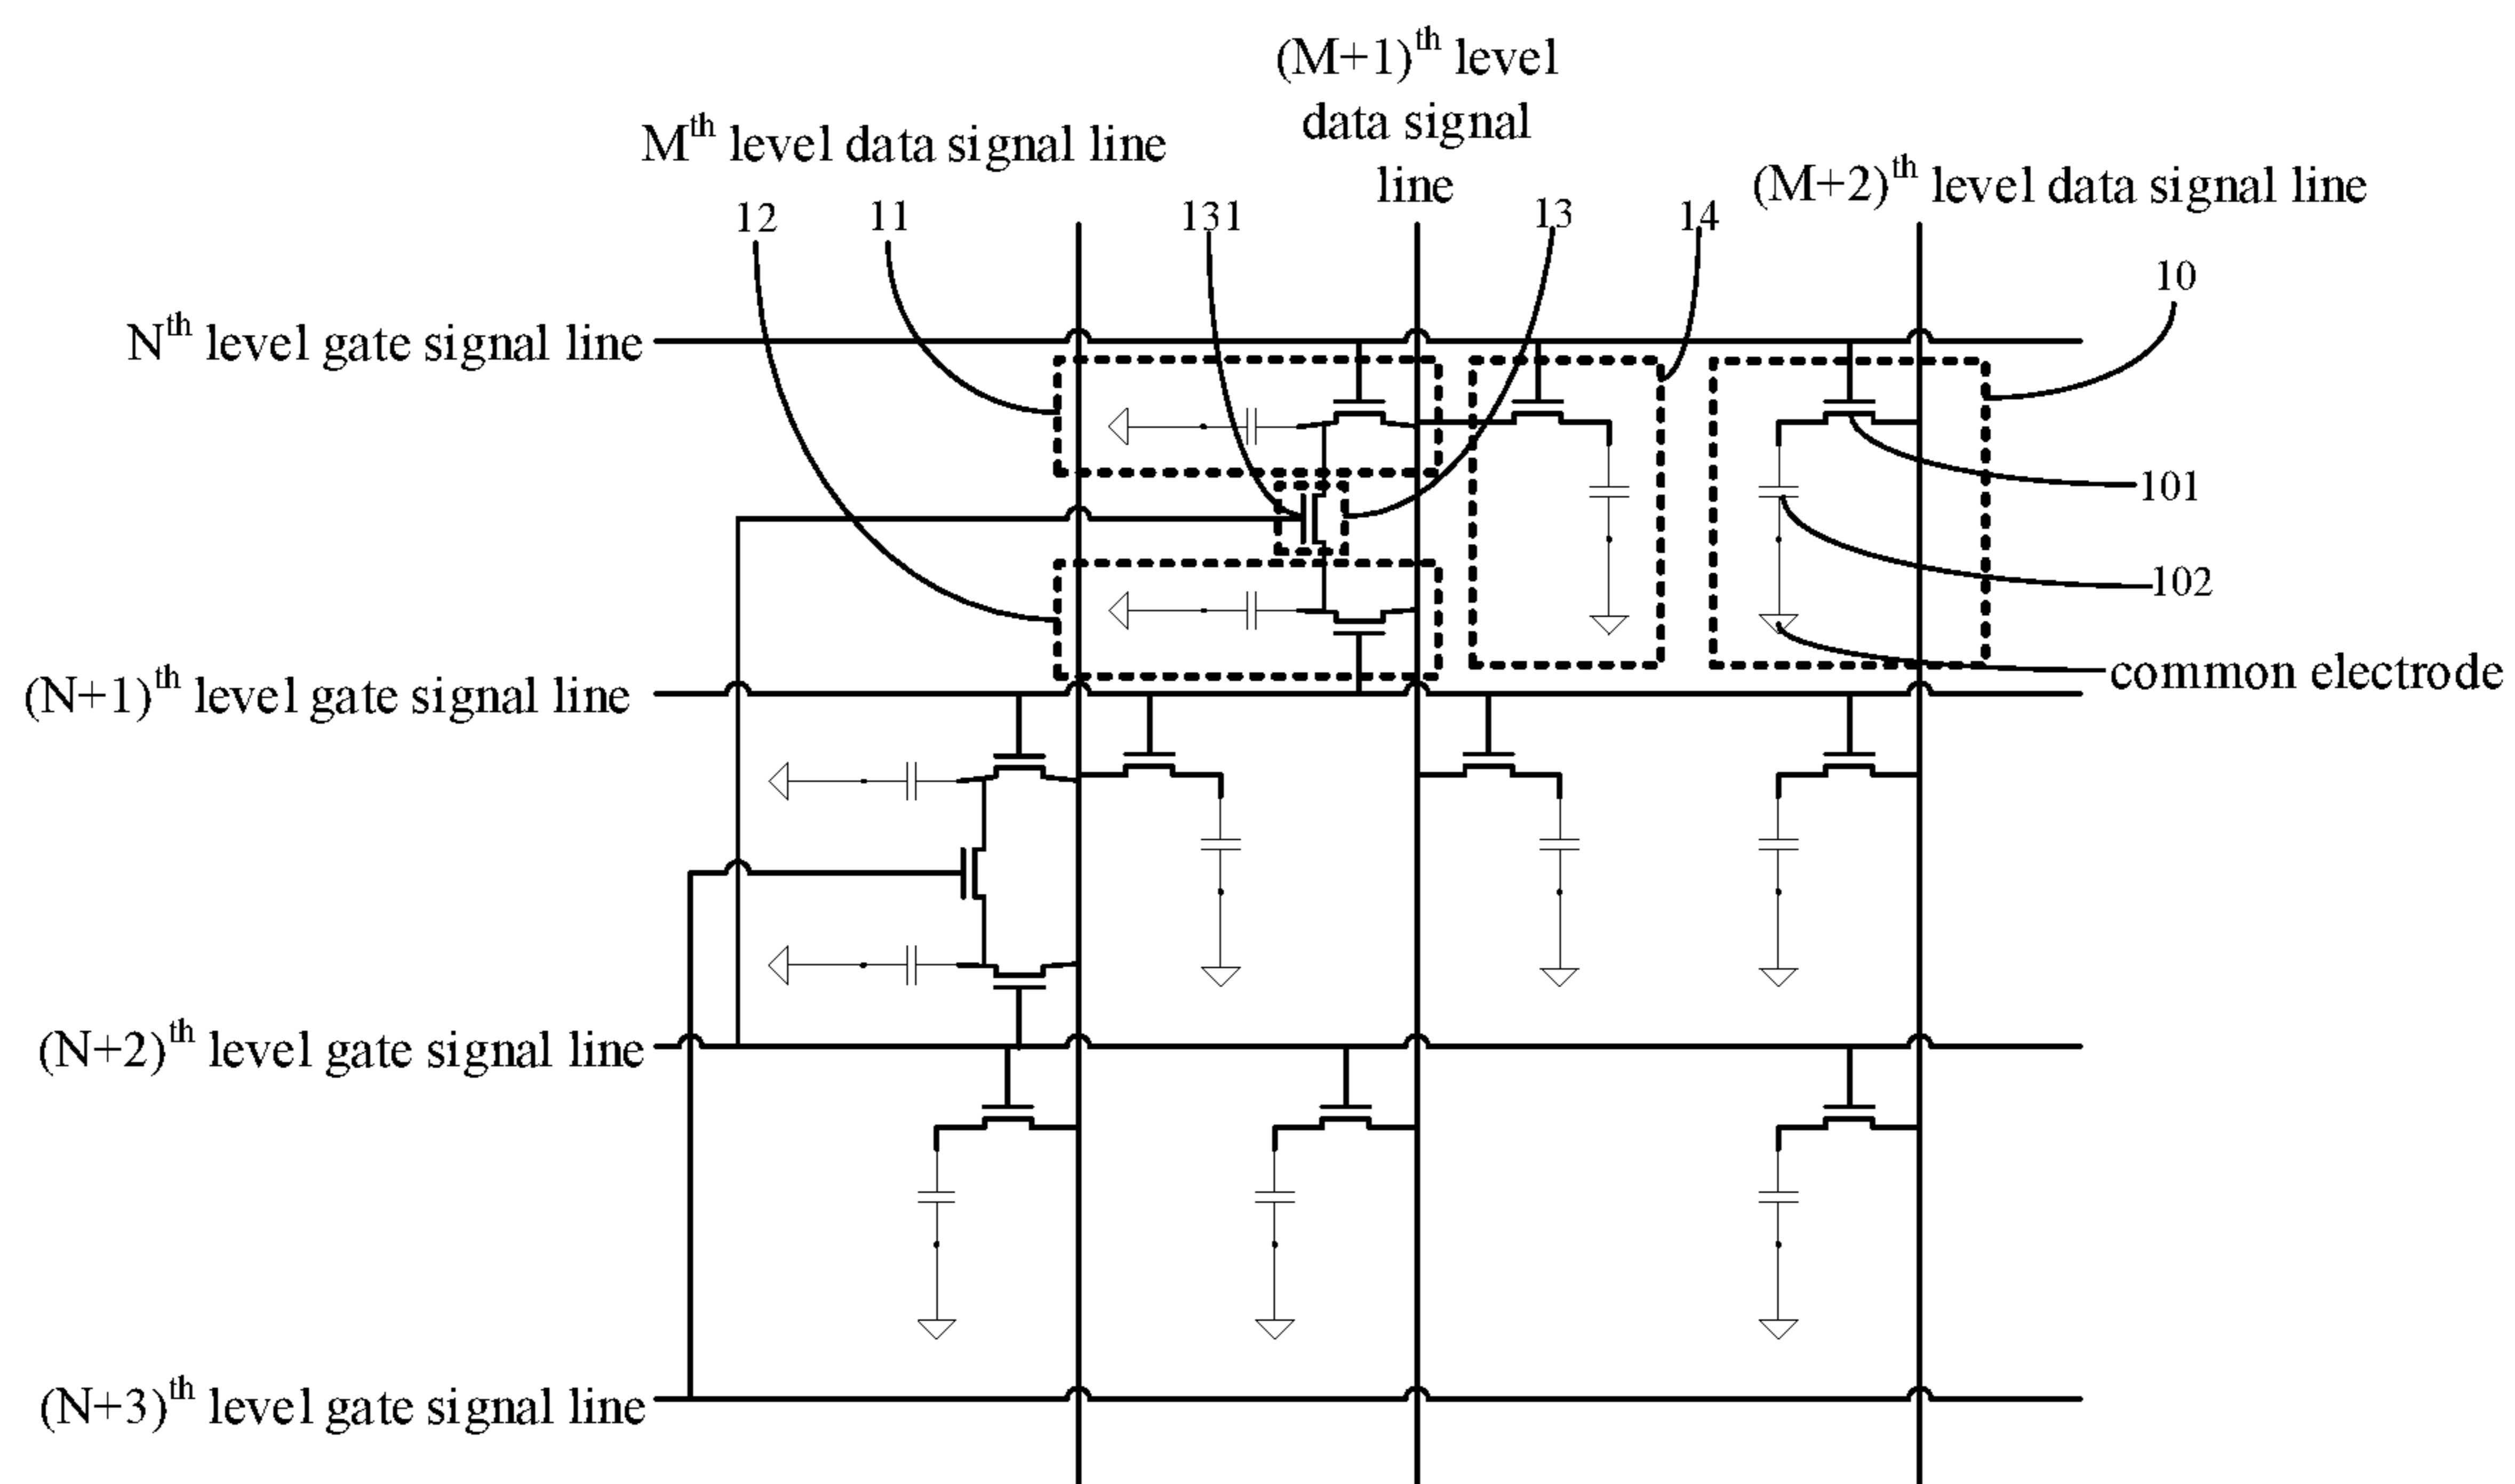 (M+1)th level
data signal
line
Mth level data signal line
(M+2)th level data signal line
12
11
131
13
14
10
Nth level gate signal line
101
102
common electrode
(N+1)th level gate signal line
(N+2)th level gate signal line
(N+3)th level gate signal line